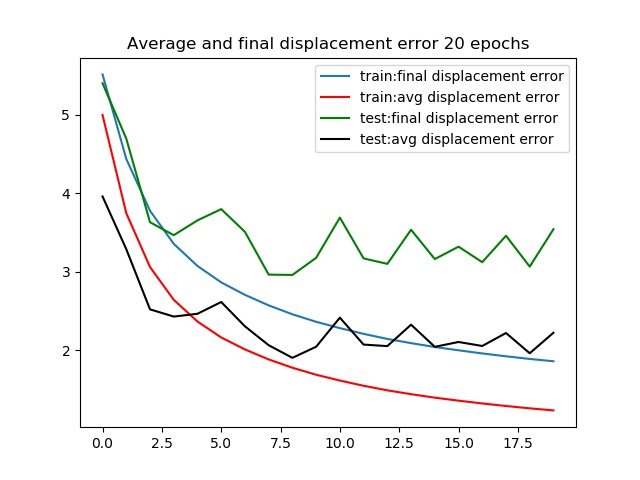 Average and final displacement error 20 epochs
train:final displacement error
train:avg displacement error
test:final displacement error
test:avg displacement error
5
4
3
2
0.0 2.5 5.0 7.5 10.0 12.5 15.0 17.5